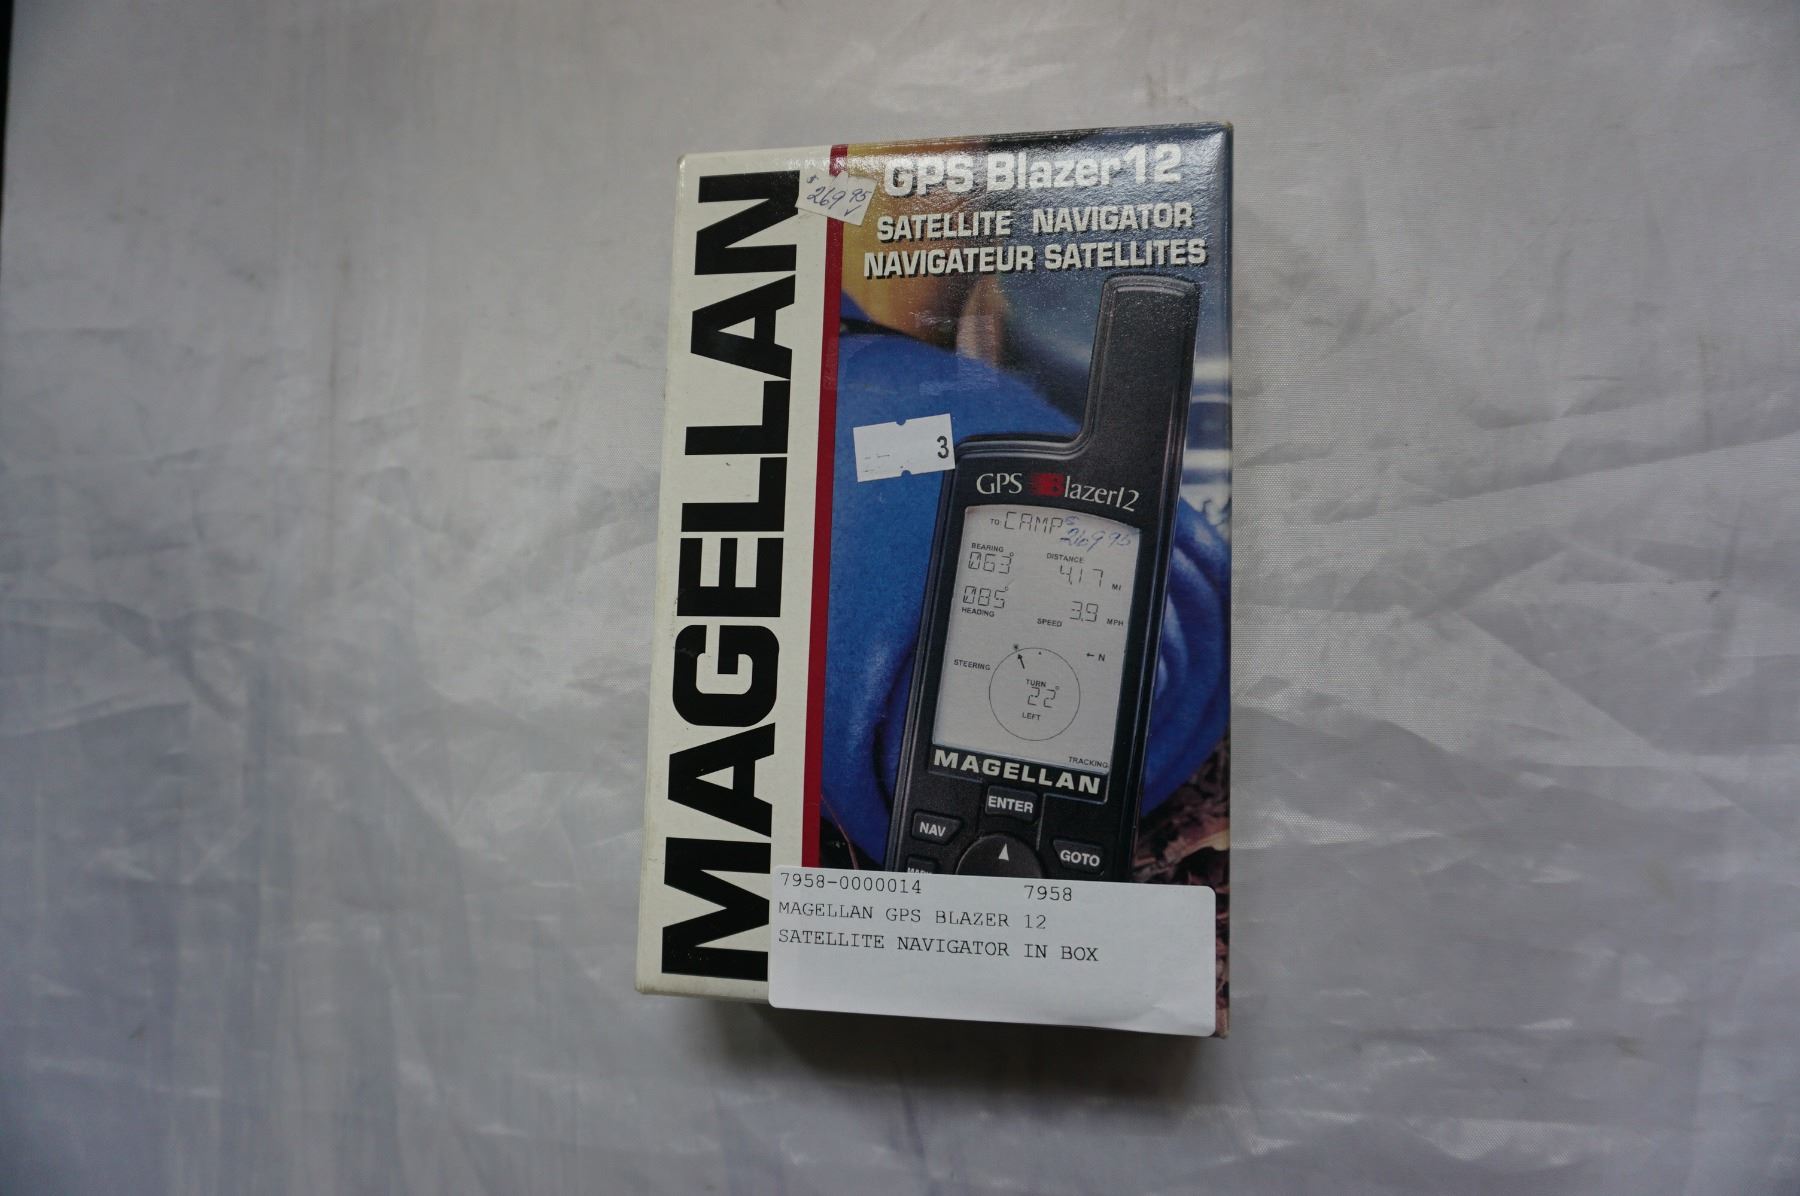 MAGELLAN
$ 269 95
GPS Blazer12
SATELLITE NAVIGATOR
NAVIGATEUR SATELLITES
3
GPS Blazer12
TO CAMP
$ 269 95
BEARING
063°
DISTANCE
4.17 MI
085°
HEADING
3.9 MPH
SPEED
←N
STEERING
TURN
22°
LEFT
TRACKING
MAGELLAN
ENTER
NAV
GOTO
7958-0000014 7958
MAGELLAN GPS BLAZER 12
SATELLITE NAVIGATOR IN BOX